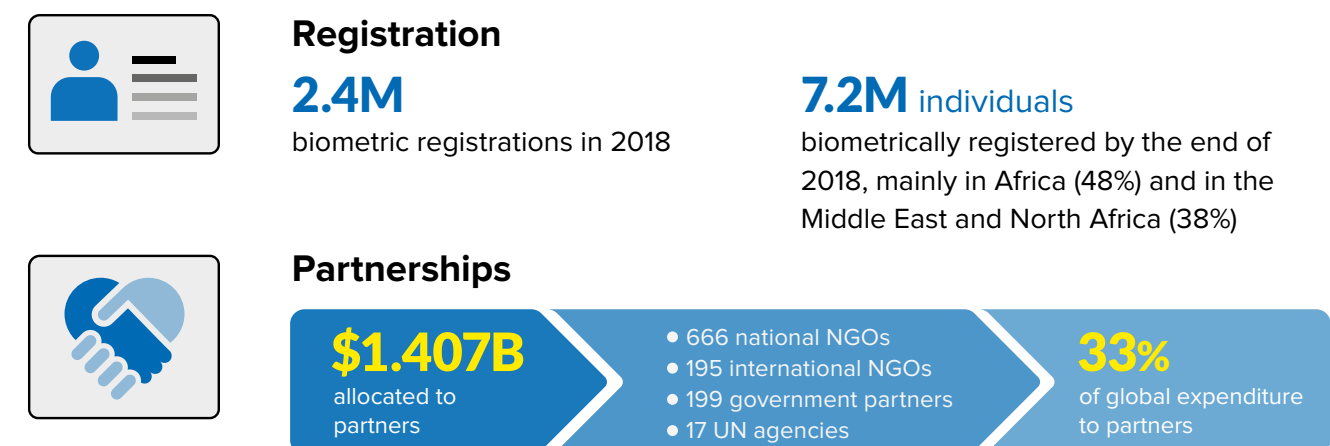 Registration
2.4M
biometric registrations in 2018
7.2M individuals
biometrically registered by the end of
2018, mainly in Africa (48%) and in the
Middle East and North Africa (38%)
Partnerships
$1.407B
allocated to
partners
• 666 national NGOs
• 195 international NGOs
• 199 government partners
• 17 UN agencies
33%
of global expenditure
to partners